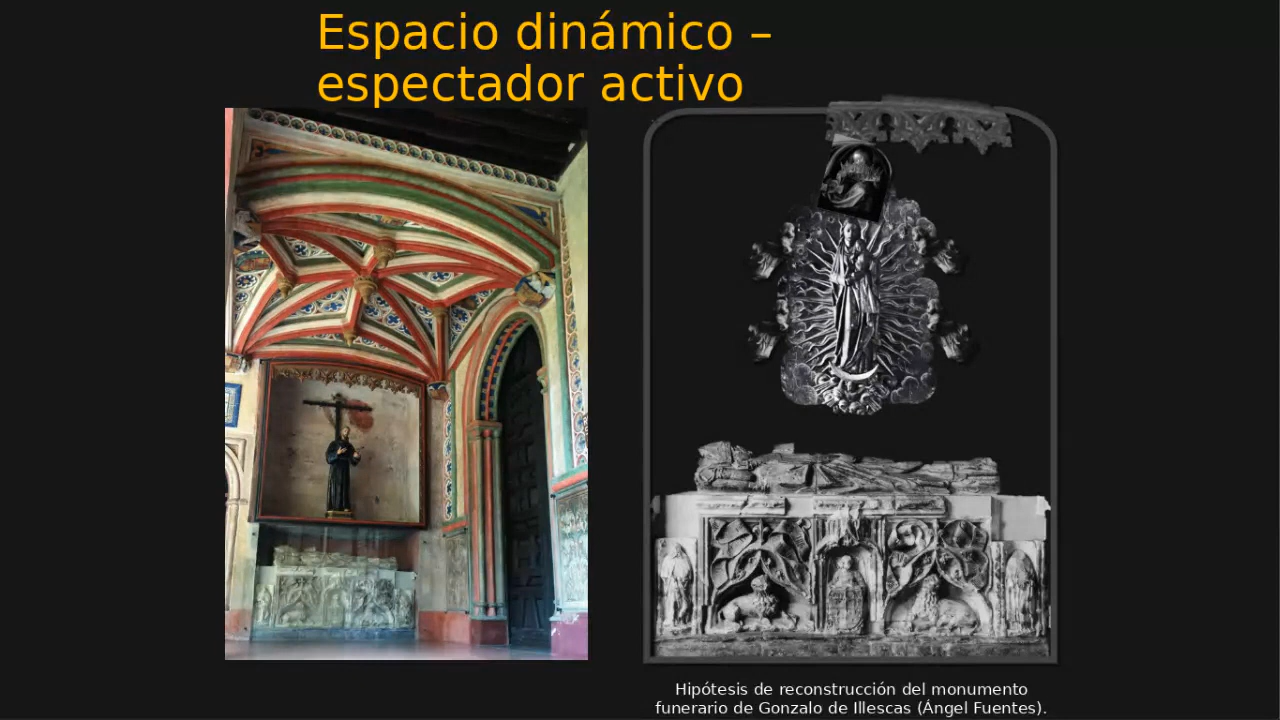 Espacio dinámico –
espectador activo
Hipótesis de reconstrucción del monumento
funerario de Gonzalo de Illescas (Ángel Fuentes).